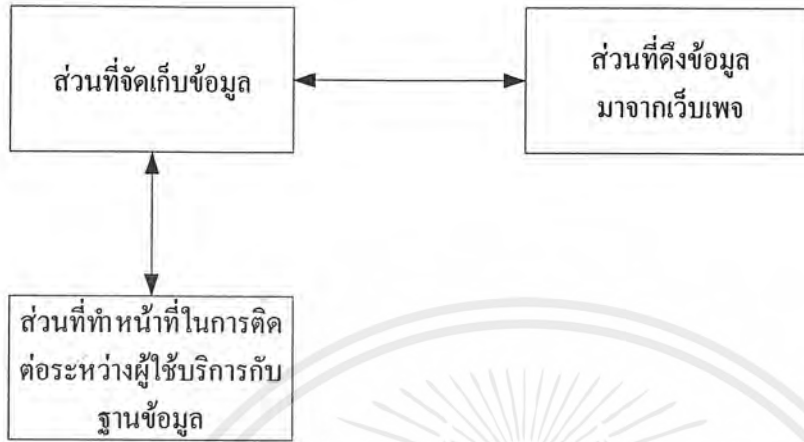 ส่วนที่จัดเก็บข้อมูล
ส่วนที่ดึงข้อมูล
มาจากเว็บเพจ
ส่วนที่ทำหน้าที่ในการติด
ต่อระหว่างผู้ใช้บริการกับ
ฐานข้อมูล